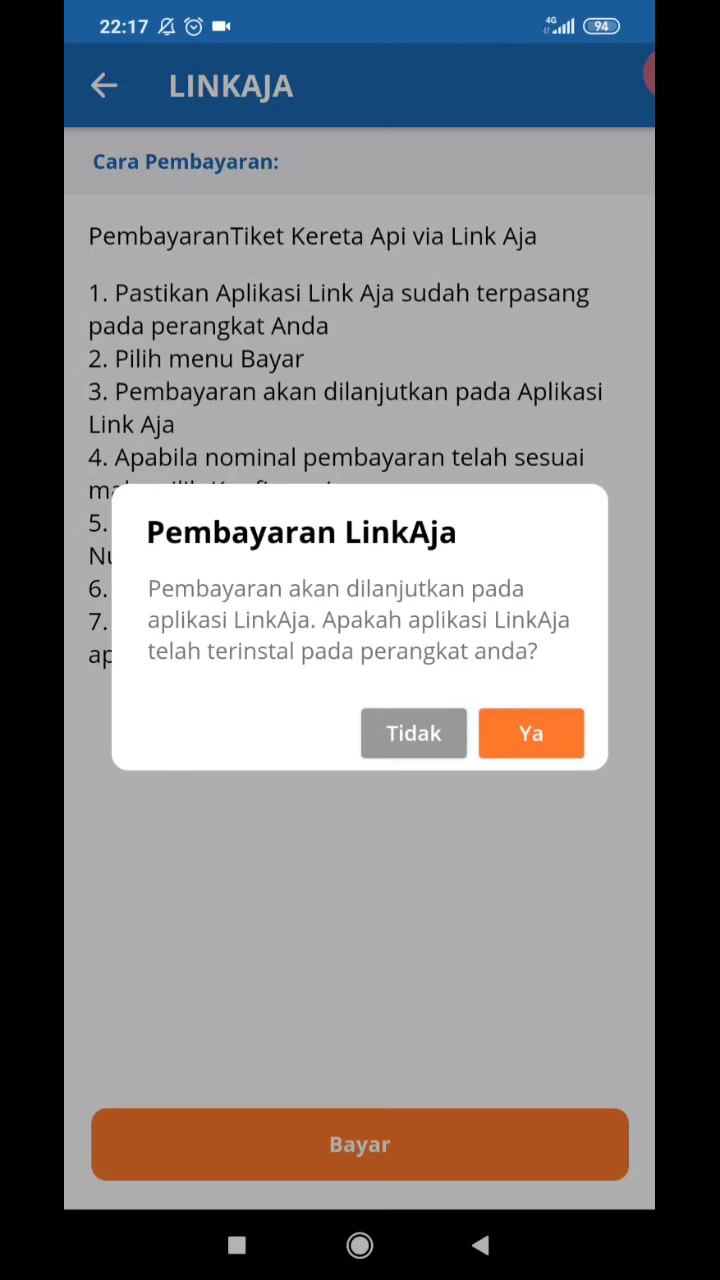 22:17
4G
94
LINKAJA
Cara Pembayaran:
PembayaranTiket Kereta Api via Link Aja
1. Pastikan Aplikasi Link Aja sudah terpasang
pada perangkat Anda
2. Pilih menu Bayar
3. Pembayaran akan dilanjutkan pada Aplikasi
Link Aja
4. Apabila nominal pembayaran telah sesuai
5.
6.
7.
Pembayaran LinkAja
Pembayaran akan dilanjutkan pada
aplikasi LinkAja. Apakah aplikasi LinkAja
telah terinstal pada perangkat anda?
Tidak
Ya
Bayar